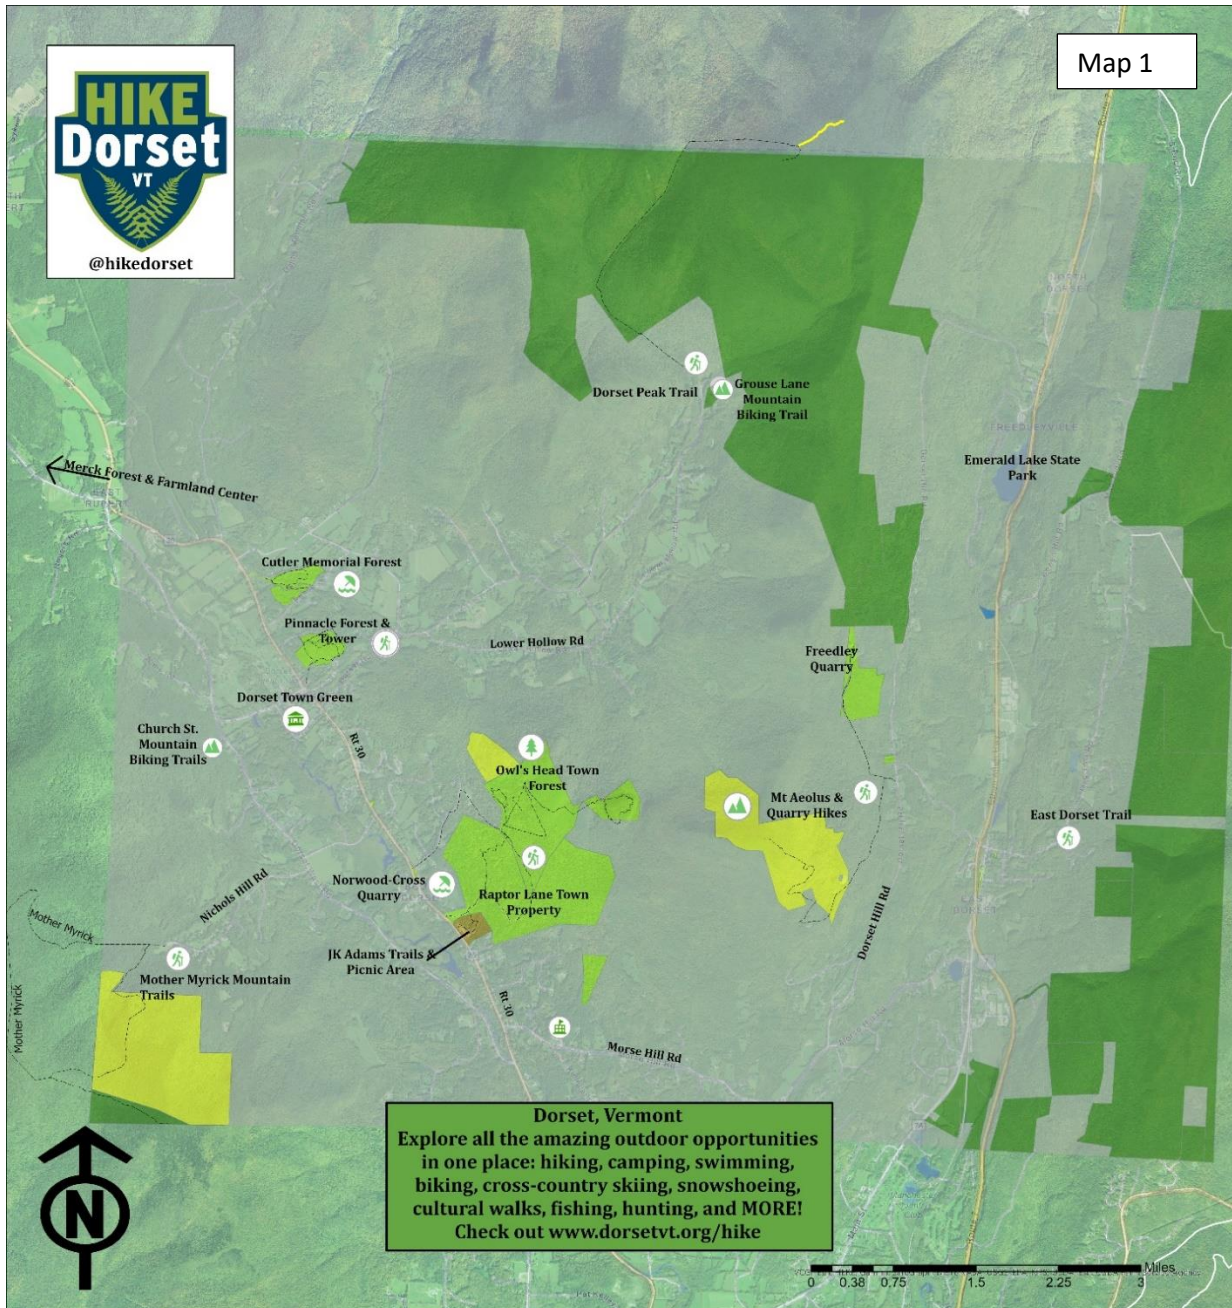 Map 1
HIKE
Dorset
VT
@hikedorset
DORSET
Dorset Peak Trail
Grouse Lane
Mountain
Biking Trail
FREEDLEYVILLE
Emerald Lake State
Park
Merck Forest & Farmland Center
Cutler Memorial Forest
Pinnacle Forest &
Tower
Lower Hollow Rd
Freedley
Quarry
Dorset Town Green
Church St.
Mountain
Biking Trails
Rt 30
Owl's Head Town
Forest
Mt Aeolus &
Quarry Hikes
East Dorset Trail
Norwood-Cross
Quarry
Raptor Lane Town
Property
Nichols Hill Rd
Mother Myrick
Dorset Hill Rd
JK Adams Trails &
Picnic Area
Mother Myrick Mountain
Trails
Mother Myrick
Rt 30
Morse Hill Rd
Dorset, Vermont
Explore all the amazing outdoor opportunities
in one place: hiking, camping, swimming,
biking, cross-country skiing, snowshoeing,
cultural walks, fishing, hunting, and MORE!
Check out www.dorsetvt.org/hike
N
Miles
0 0.38 0.75 1.5 2.25 3